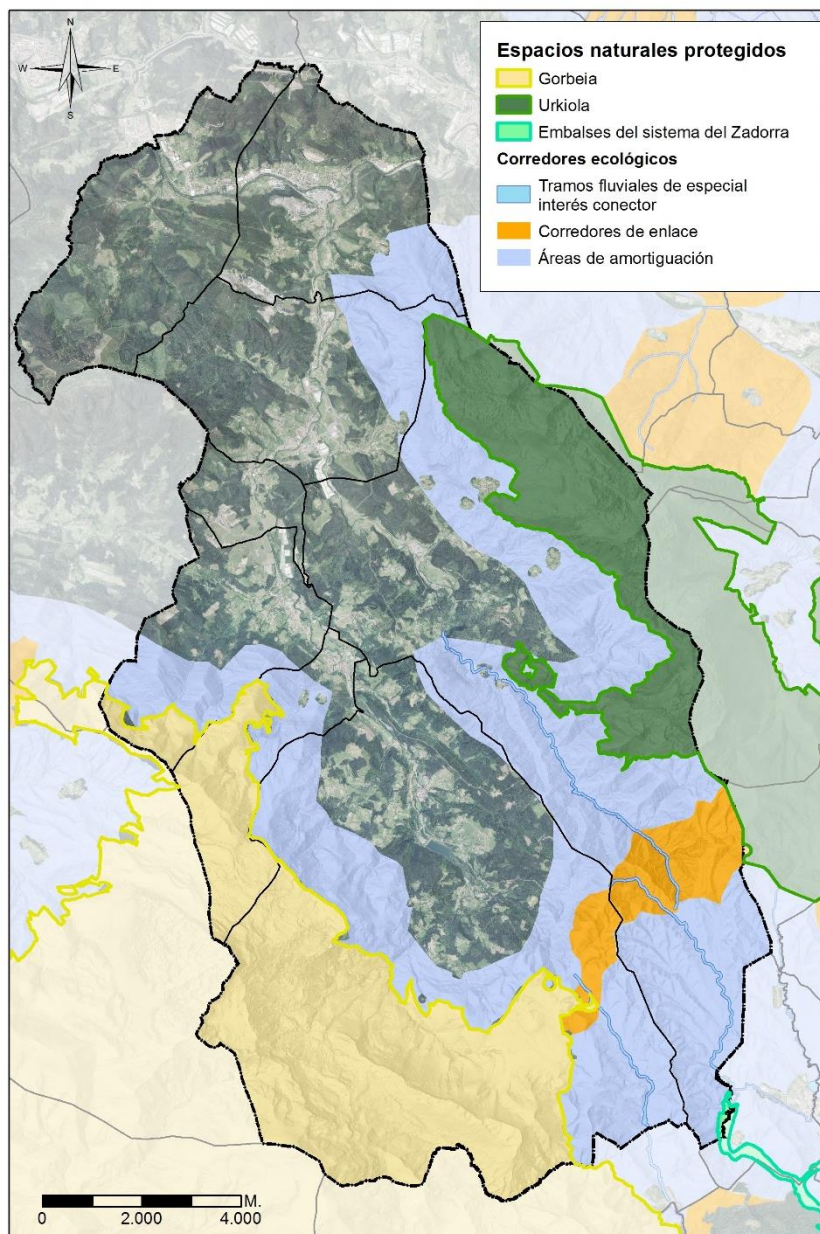 N
W E
S
Espacios naturales protegidos
Gorbeia
Urkiola
Embalses del sistema del Zadorra
Corredores ecológicos
Tramos fluviales de especial
interés conector
Corredores de enlace
Áreas de amortiguación
M.
0 2.000 4.000